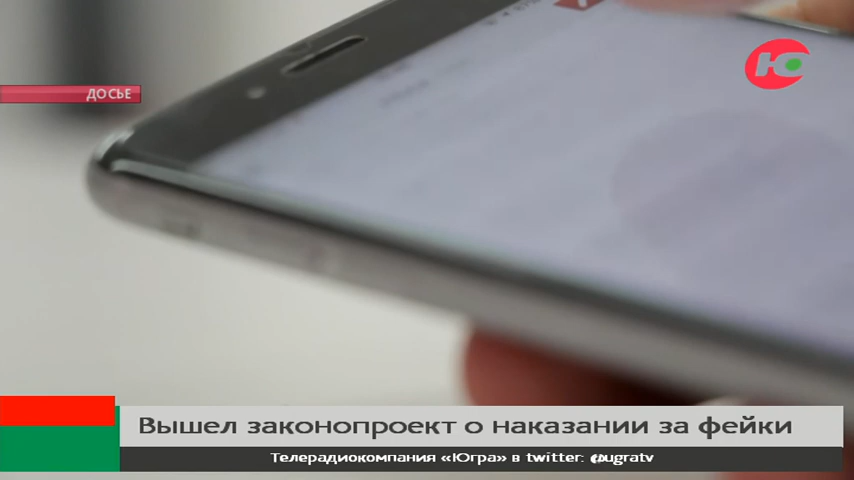 Ю
ДОСЬЕ
Вышел законопроект о наказании за фейки
Телерадиокомпания «Югра» в twitter: @ugratv